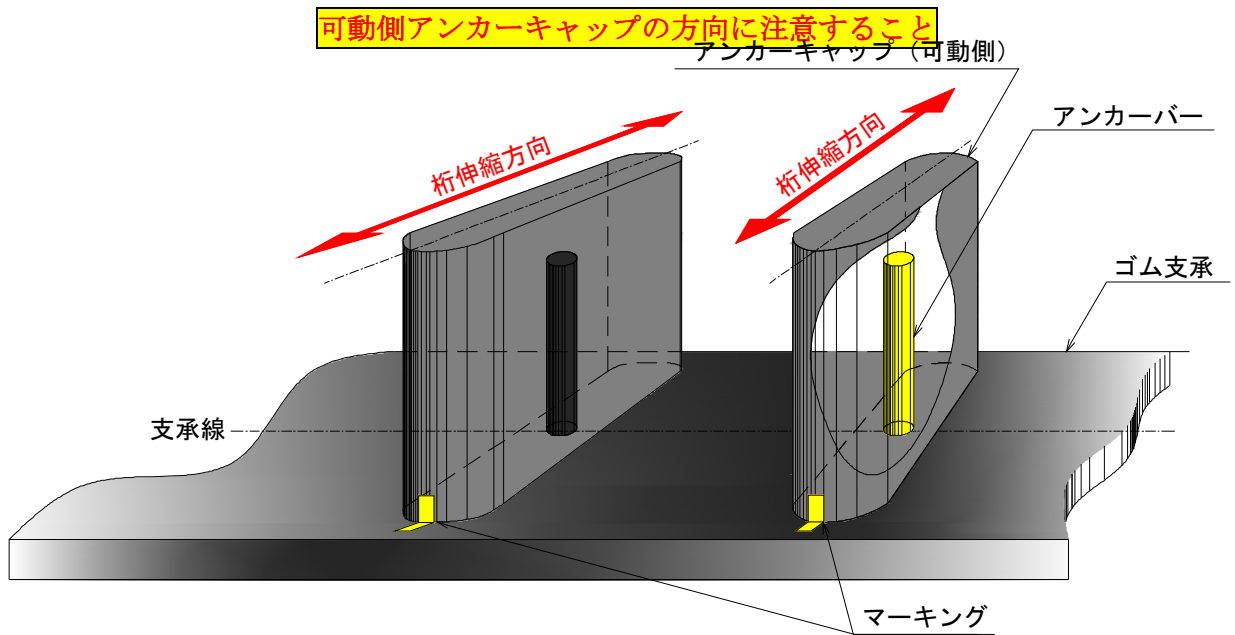 可動側アンカーキャップの方向に注意すること
アンカーキャップ（可動側）
アンカーバー
桁伸縮方向
桁伸縮方向
ゴム支承
支承線
マーキング